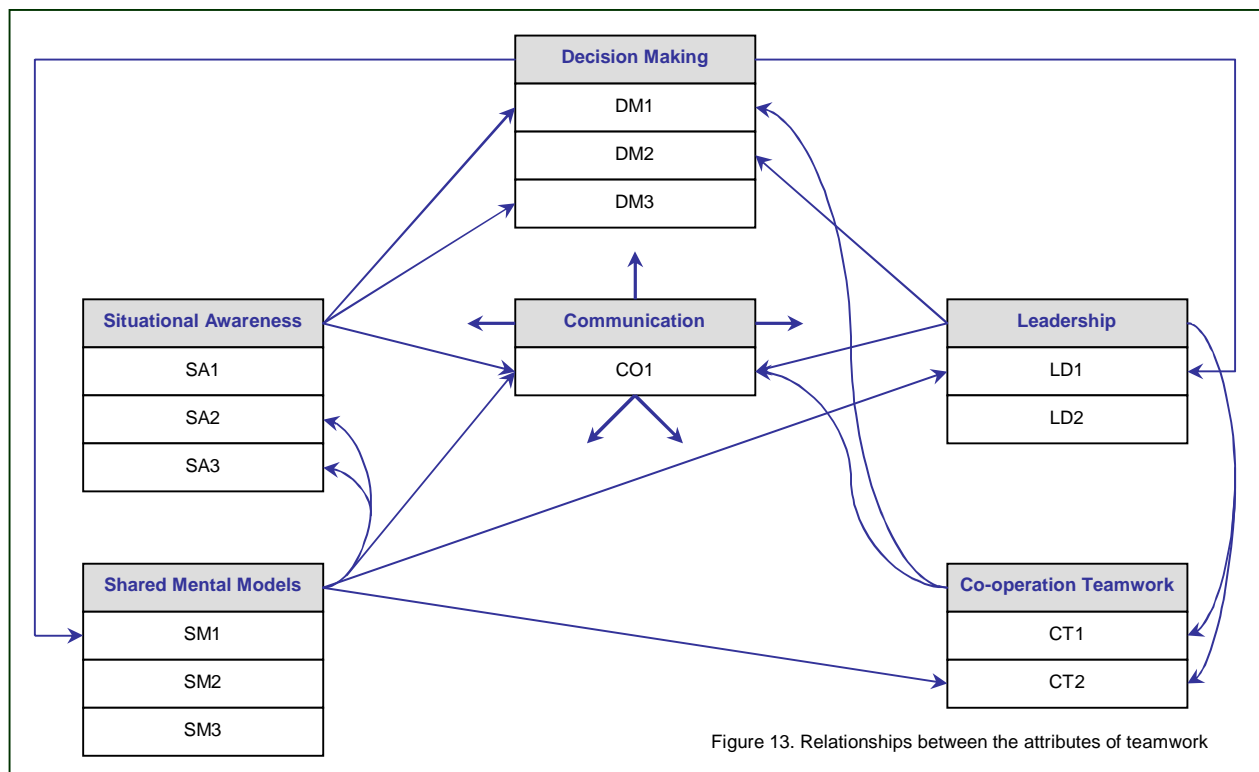 Decision Making
DM1
DM2
DM3
Situational Awareness
SA1
SA2
SA3
Communication
CO1
Leadership
LD1
LD2
Shared Mental Models
SM1
SM2
SM3
Co-operation Teamwork
CT1
CT2
Figure 13. Relationships between the attributes of teamwork